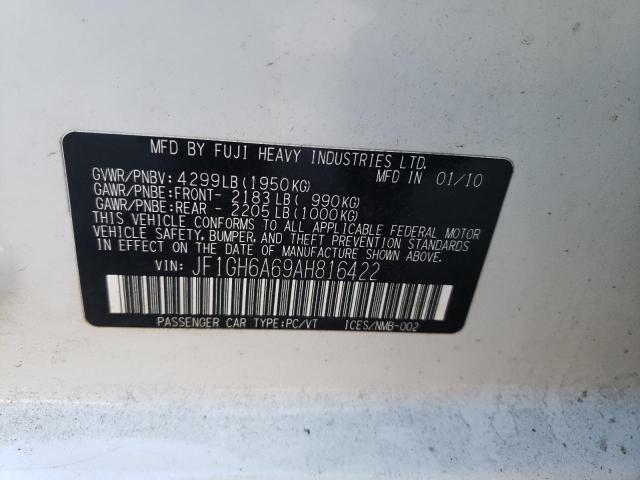 MFD BY FUJI HEAVY INDUSTRIES LTD.
GVWR/PNBV: 4299LB(1950KG) MFD IN 01/10
GAWR/PNBE:FRONT- 2183LB( 990KG)
GAWR/PNBE:REAR - 2205LB(1000KG)
THIS VEHICLE CONFORMS TO ALL APPLICABLE FEDERAL MOTOR
VEHICLE SAFETY, BUMPER, AND THEFT PREVENTION STANDARDS
IN EFFECT ON THE DATE OF MANUFACTURE SHOWN ABOVE.
VIN: JF1GH6A69AH816422
PASSENGER CAR TYPE:PC/VT ICES/NMB-002